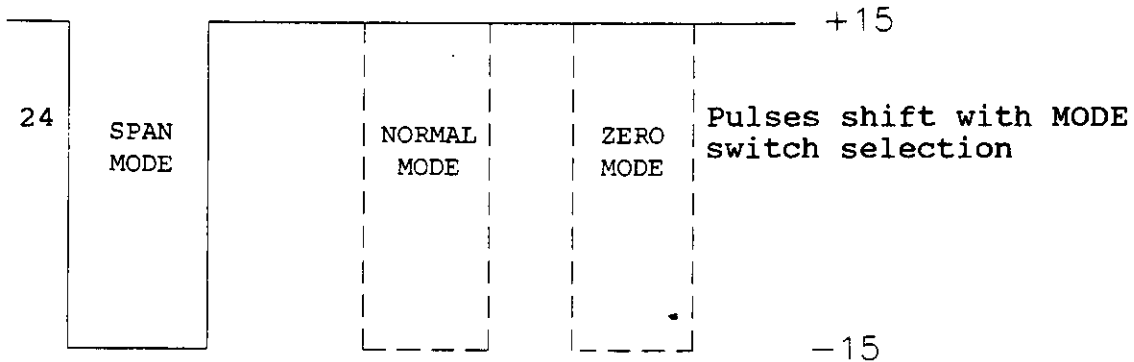 +15
24
SPAN
MODE
NORMAL
MODE
ZERO
MODE
Pulses shift with MODE
switch selection
-15